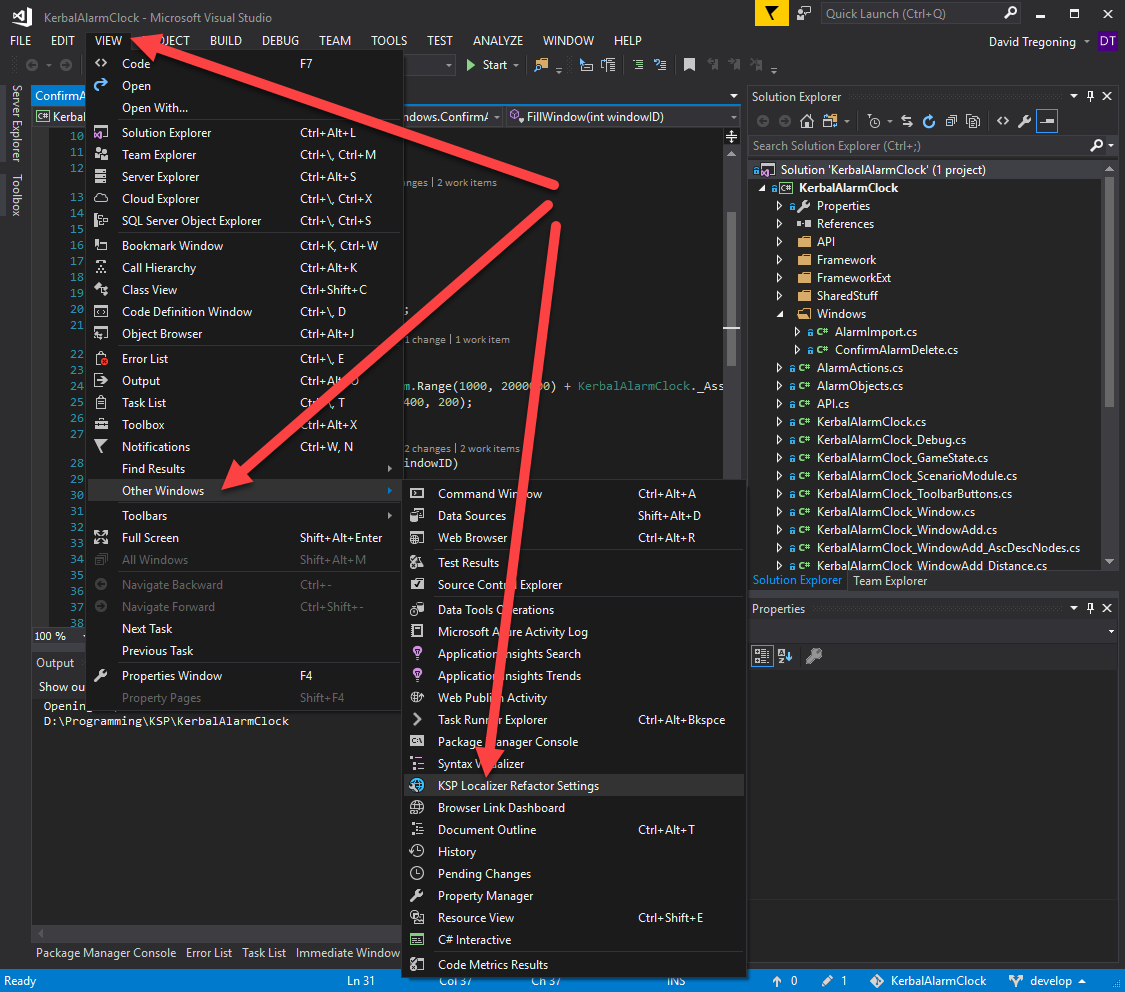 KerbalAlarmClock - Microsoft Visual Studio
Quick Launch (Ctrl+Q)
FILE EDIT VIEW PROJECT BUILD DEBUG TEAM TOOLS TEST ANALYZE WINDOW HELP
David Tregoning DT
Start
Server Explorer
Toolbox
ConfirmA
C# Kerbal
ndows.ConfirmA
FillWindow(int windowID)
Code F7
Open
Open With...
Solution Explorer Ctrl+Alt+L
Team Explorer Ctrl+\, Ctrl+M
Server Explorer Ctrl+Alt+S
Cloud Explorer Ctrl+\, Ctrl+X
SQL Server Object Explorer Ctrl+\, Ctrl+S
Bookmark Window Ctrl+K, Ctrl+W
Call Hierarchy Ctrl+Alt+K
Class View Ctrl+Shift+C
Code Definition Window Ctrl+\, D
Object Browser Ctrl+Alt+J
Error List Ctrl+\, E
Output Ctrl+Alt+O
Task List Ctrl+\, T
Toolbox Ctrl+Alt+X
Notifications Ctrl+W, N
Find Results
Other Windows
Toolbars
Full Screen Shift+Alt+Enter
All Windows Shift+Alt+M
Navigate Backward Ctrl+-
Navigate Forward Ctrl+Shift+-
Next Task
Previous Task
Properties Window F4
Property Pages Shift+F4
10
11
12
13
14
15
16
17
18
19
20
21
22
23
24
25
26
27
28
29
30
31
32
33
34
35
36
37
38
nges | 2 work items
;
1 change | 1 work item
m.Range(1000, 2000000) + KerbalAlarmClock._Ass
400, 200);
2 changes | 2 work items
indowID)
Command Window Ctrl+Alt+A
Data Sources Shift+Alt+D
Web Browser Ctrl+Alt+R
Test Results
Source Control Explorer
Data Tools Operations
Microsoft Azure Activity Log
Application Insights Search
Application Insights Trends
Web Publish Activity
Task Runner Explorer Ctrl+Alt+Bkspce
Package Manager Console
Syntax Visualizer
KSP Localizer Refactor Settings
Browser Link Dashboard
Document Outline Ctrl+Alt+T
History
Pending Changes
Property Manager
Resource View Ctrl+Shift+E
C# Interactive
Code Metrics Results
Solution Explorer
Search Solution Explorer (Ctrl+;)
Solution 'KerbalAlarmClock' (1 project)
C# KerbalAlarmClock
Properties
References
API
Framework
FrameworkExt
SharedStuff
Windows
C# AlarmImport.cs
C# ConfirmAlarmDelete.cs
C# AlarmActions.cs
C# AlarmObjects.cs
C# API.cs
C# KerbalAlarmClock.cs
C# KerbalAlarmClock_Debug.cs
C# KerbalAlarmClock_GameState.cs
C# KerbalAlarmClock_ScenarioModule.cs
C# KerbalAlarmClock_ToolbarButtons.cs
C# KerbalAlarmClock_Window.cs
C# KerbalAlarmClock_WindowAdd.cs
C# KerbalAlarmClock_WindowAdd_AscDescNodes.cs
C# KerbalAlarmClock_WindowAdd_Distance.cs
Solution Explorer Team Explorer
Properties
100 %
Output
Show ou
Opening
D:\Programming\KSP\KerbalAlarmClock
Package Manager Console Error List Task List Immediate Window
Ready Ln 31 Col 37 Ch 37 INS 0 1 KerbalAlarmClock develop